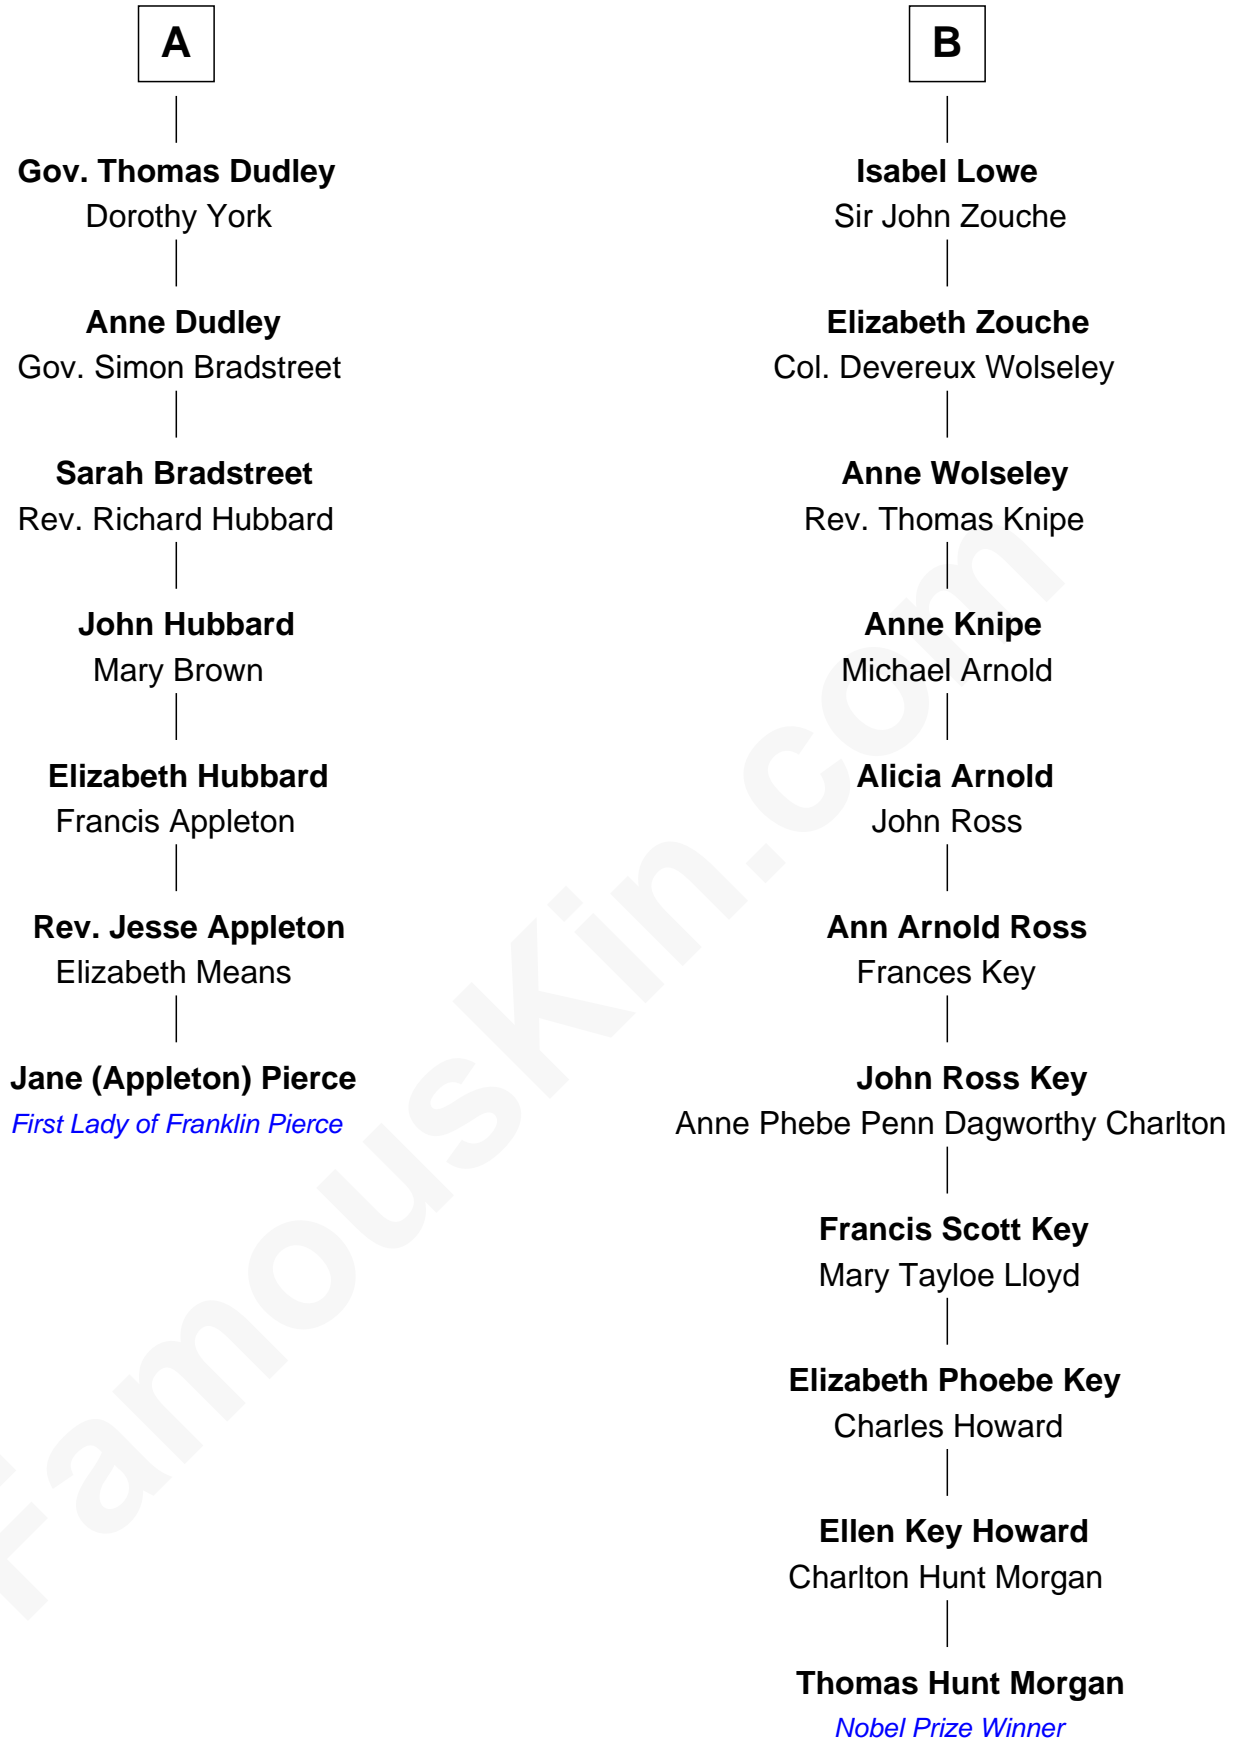 A
Gov. Thomas Dudley
Dorothy York
Anne Dudley
Gov. Simon Bradstreet
Sarah Bradstreet
Rev. Richard Hubbard
John Hubbard
Mary Brown
Elizabeth Hubbard
Francis Appleton
Rev. Jesse Appleton
Elizabeth Means
Jane (Appleton) Pierce
First Lady of Franklin Pierce
B
Isabel Lowe
Sir John Zouche
Elizabeth Zouche
Col. Devereux Wolseley
Anne Wolseley
Rev. Thomas Knipe
Anne Knipe
Michael Arnold
Alicia Arnold
John Ross
Ann Arnold Ross
Frances Key
John Ross Key
Anne Phebe Penn Dagworthy Charlton
Francis Scott Key
Mary Tayloe Lloyd
Elizabeth Phoebe Key
Charles Howard
Ellen Key Howard
Charlton Hunt Morgan
Thomas Hunt Morgan
Nobel Prize Winner
FamousKin.com